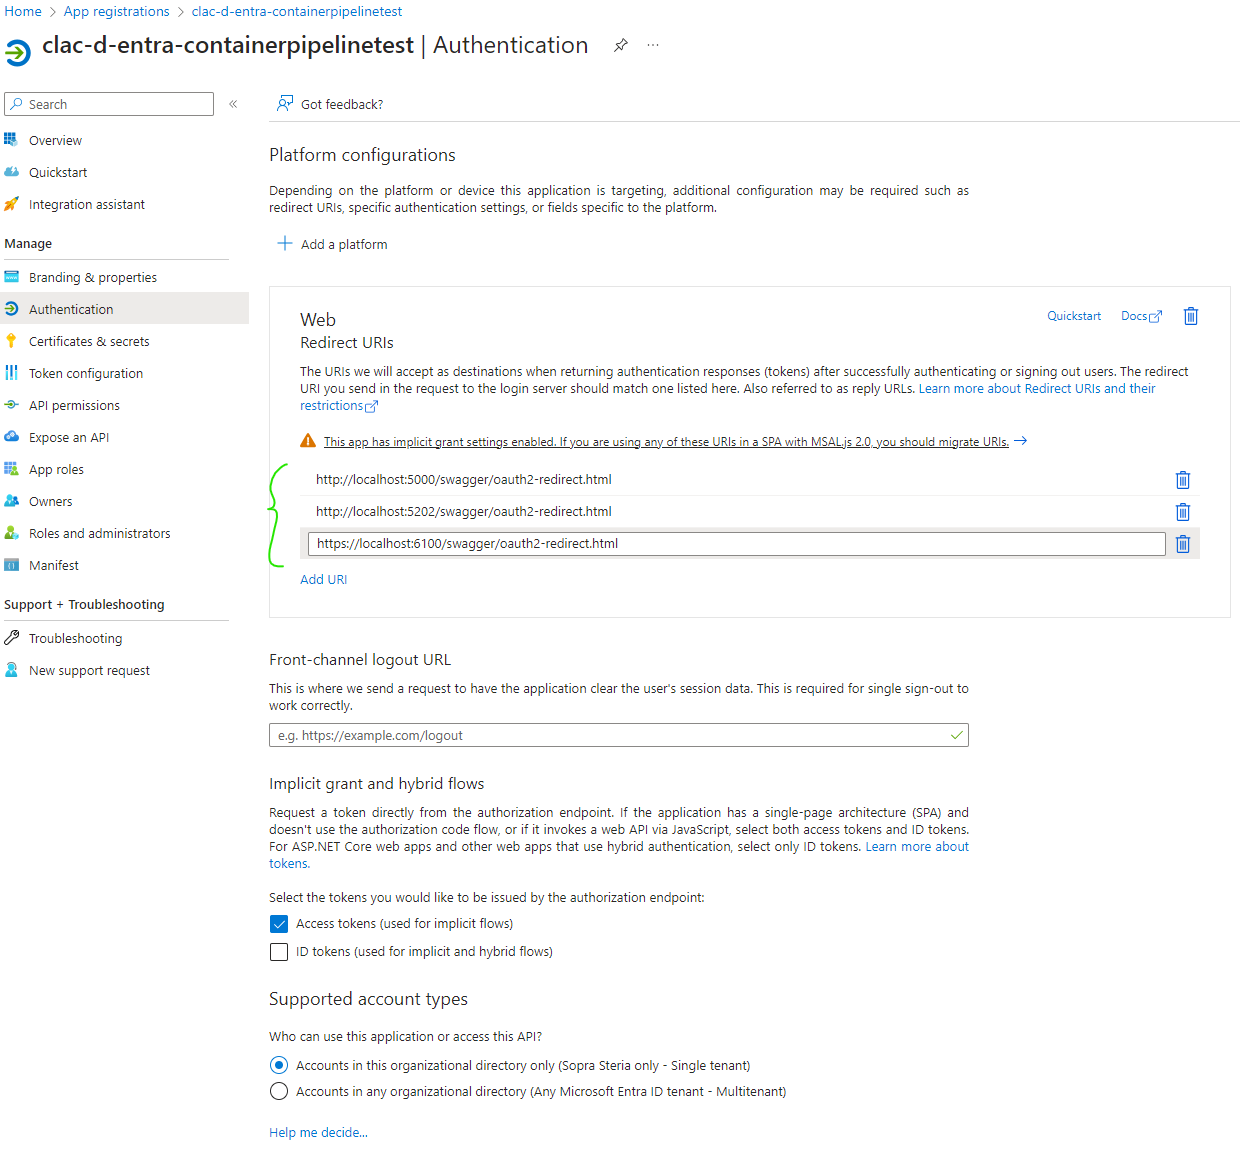 Home > App registrations > clac-d-entra-containerpipelinetest
clac-d-entra-containerpipelinetest | Authentication
Search
Got feedback?
Overview
Quickstart
Integration assistant
Manage
Branding & properties
Authentication
Certificates & secrets
Token configuration
API permissions
Expose an API
App roles
Owners
Roles and administrators
Manifest
Support + Troubleshooting
Troubleshooting
New support request
Platform configurations
Depending on the platform or device this application is targeting, additional configuration may be required such as
redirect URIs, specific authentication settings, or fields specific to the platform.
Add a platform
Web
Quickstart
Docs
Redirect URIs
The URIs we will accept as destinations when returning authentication responses (tokens) after successfully authenticating or signing out users. The redirect
URI you send in the request to the login server should match one listed here. Also referred to as reply URLs. Learn more about Redirect URIs and their
restrictions
This app has implicit grant settings enabled. If you are using any of these URIs in a SPA with MSAL.js 2.0, you should migrate URIs.
http://localhost:5000/swagger/oauth2-redirect.html
http://localhost:5202/swagger/oauth2-redirect.html
https://localhost:6100/swagger/oauth2-redirect.html
Add URI
Front-channel logout URL
This is where we send a request to have the application clear the user's session data. This is required for single sign-out to
work correctly.
e.g. https://example.com/logout
Implicit grant and hybrid flows
Request a token directly from the authorization endpoint. If the application has a single-page architecture (SPA) and
doesn't use the authorization code flow, or if it invokes a web API via JavaScript, select both access tokens and ID tokens.
For ASP.NET Core web apps and other web apps that use hybrid authentication, select only ID tokens. Learn more about
tokens.
Select the tokens you would like to be issued by the authorization endpoint:
Access tokens (used for implicit flows)
ID tokens (used for implicit and hybrid flows)
Supported account types
Who can use this application or access this API?
Accounts in this organizational directory only (Sopra Steria only - Single tenant)
Accounts in any organizational directory (Any Microsoft Entra ID tenant - Multitenant)
Help me decide...